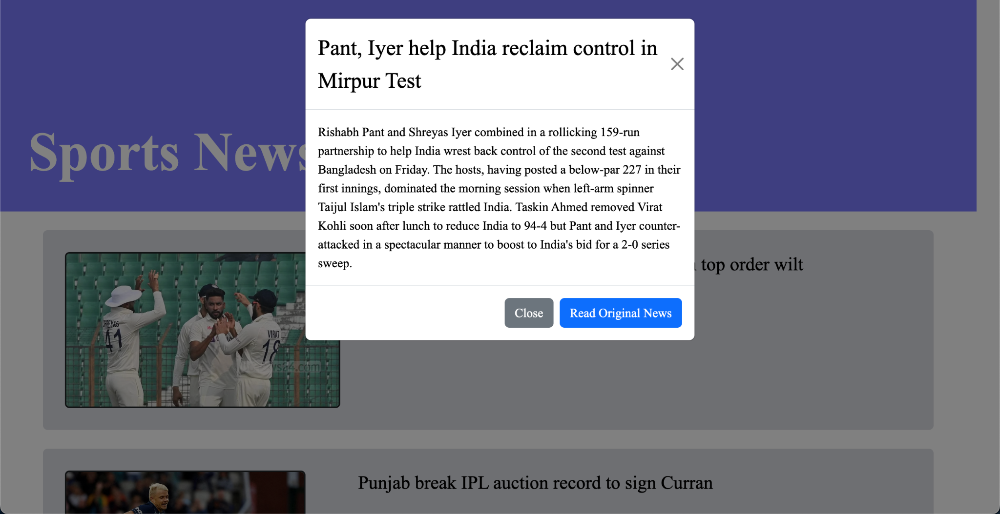 Pant, Iyer help India reclaim control in
Mirpur Test
Rishabh Pant and Shreyas Iyer combined in a rollicking 159-run
partnership to help India wrest back control of the second test against
Bangladesh on Friday. The hosts, having posted a below-par 227 in their
first innings, dominated the morning session when left-arm spinner
Taijul Islam's triple strike rattled India. Taskin Ahmed removed Virat
Kohli soon after lunch to reduce India to 94-4 but Pant and Iyer counter-
attacked in a spectacular manner to boost to India's bid for a 2-0 series
sweep.
Close Read Original News
Sports News
top order wilt
SHREYAS
41
VIRAT
18
Punjab break IPL auction record to sign Curran